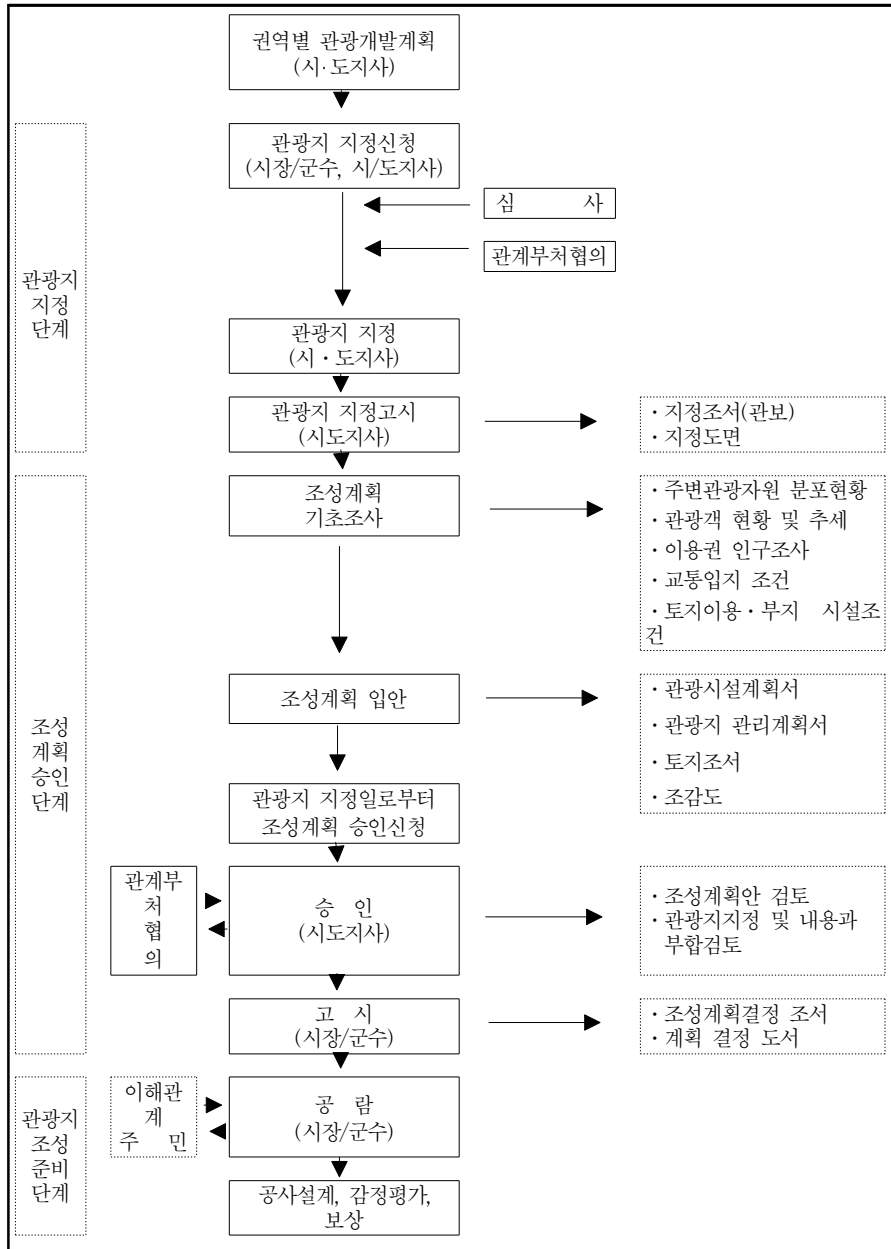 권역별 관광개발계획
(시·도지사)
관광지 지정신청
(시장/군수, 시/도지사)
심 사
관계부처협의
관광지
지정
단계
관광지 지정
(시·도지사)
관광지 지정고시
(시도지사)
·지정조서(관보)
·지정도면
조성계획
기초조사
·주변관광자원 분포현황
·관광객 현황 및 추세
·이용권 인구조사
·교통입지 조건
·토지이용·부지 시설조
건
조성
계획
승인
단계
조성계획 입안
·관광시설계획서
·관광지 관리계획서
·토지조서
·조감도
관광지 지정일로부터
조성계획 승인신청
관계부
처
협
의
승 인
(시도지사)
·조성계획안 검토
·관광지지정 및 내용과
부합검토
고 시
(시장/군수)
·조성계획결정 조서
·계획 결정 도서
관광지
조성
준비
단계
이해관
계
주 민
공 람
(시장/군수)
공사설계, 감정평가,
보상